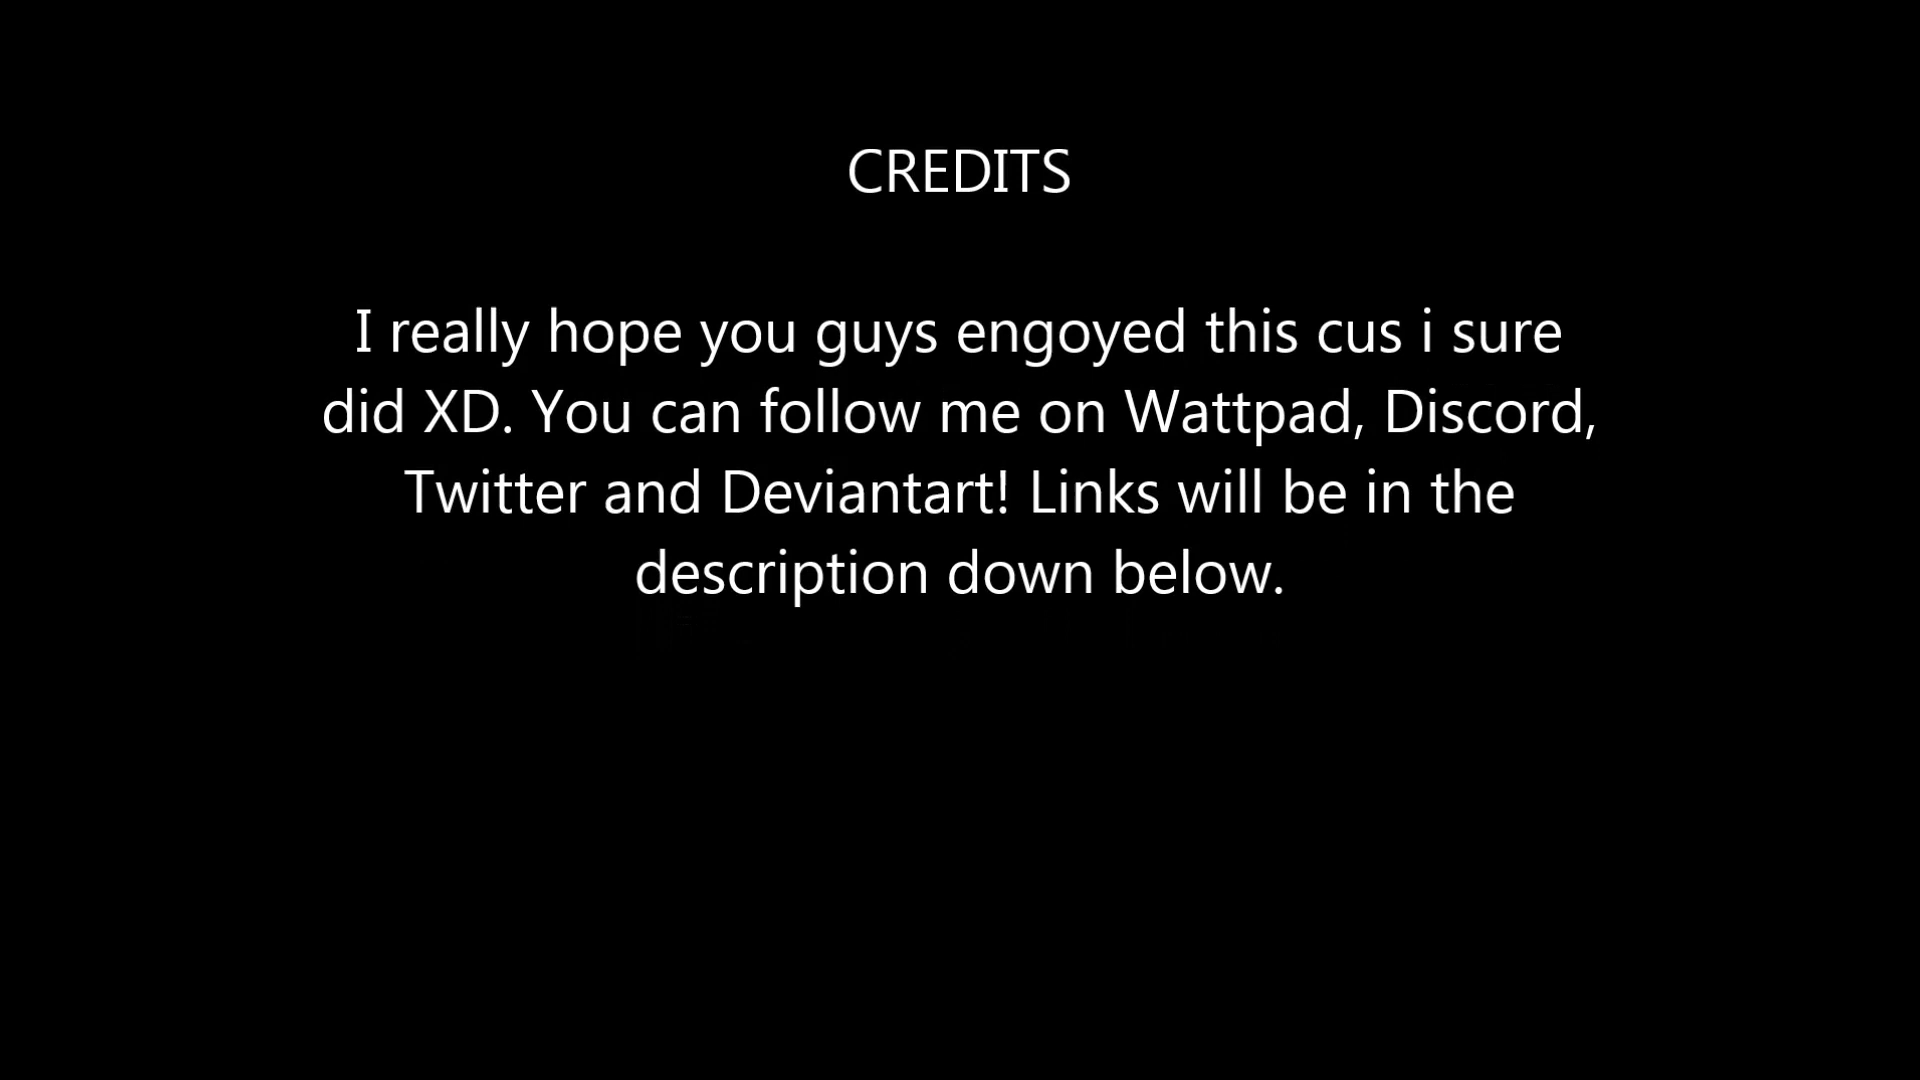 CREDITS
I really hope you guys engoyed this cus i sure
did XD. You can follow me on Wattpad, Discord,
Twitter and Deviantart! Links will be in the
description down below.